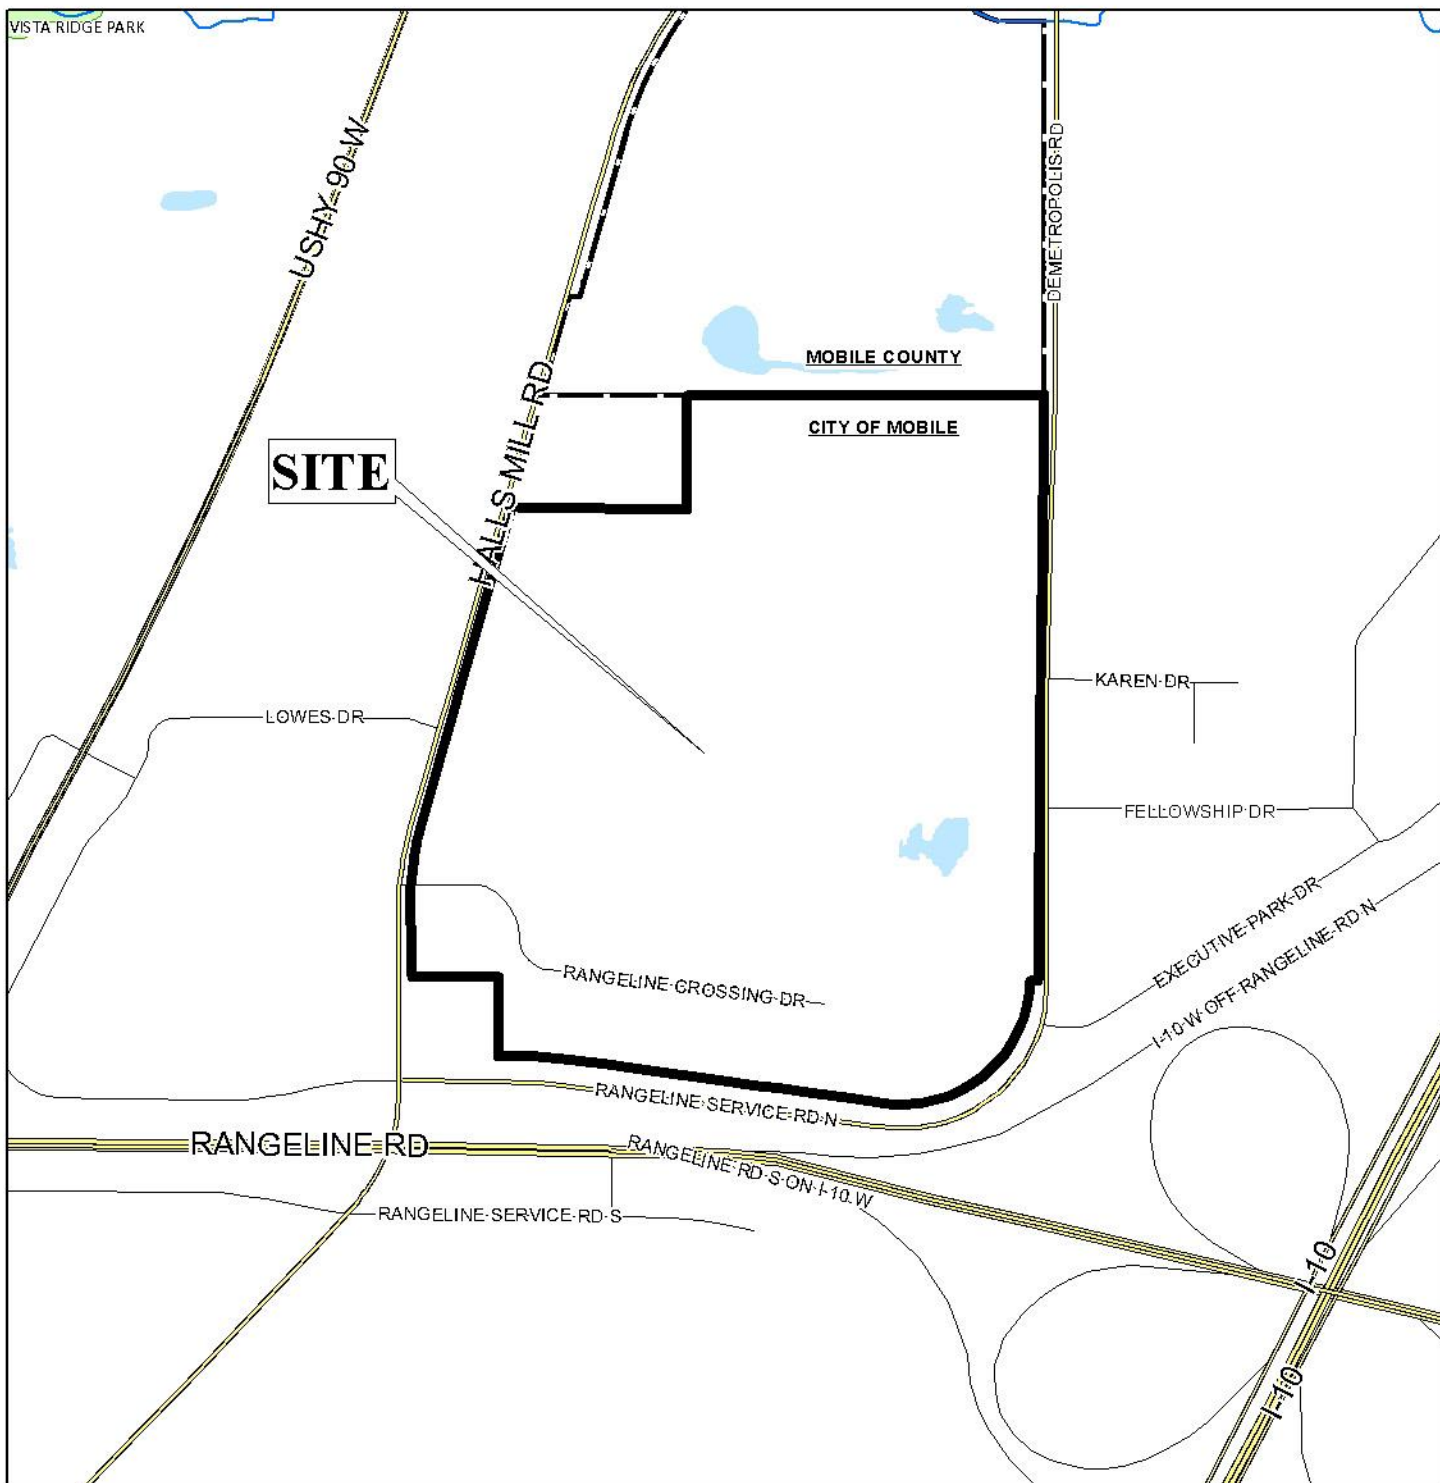 VISTA RIDGE PARK
USHY 90 W
DEMETROPOLIS RD
MOBILE COUNTY
HALLS MILL RD
CITY OF MOBILE
SITE
KAREN DR
LOWES DR
FELLOWSHIP DR
EXECUTIVE PARK DR
I-10 W OFF RANGELINE RD N
RANGELINE CROSSING DR
RANGELINE SERVICE RD N
RANGELINE RD
RANGELINE RD S ON I-10 W
RANGELINE SERVICE RD S
I-10
I-10